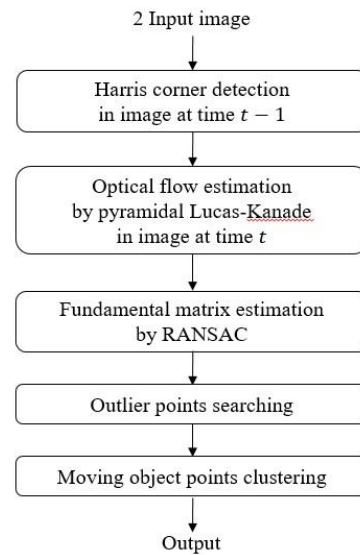 2 Input image
Harris corner detection
in image at time t − 1
Optical flow estimation
by pyramidal Lucas-Kanade
in image at time t
Fundamental matrix estimation
by RANSAC
Outlier points searching
Moving object points clustering
Output